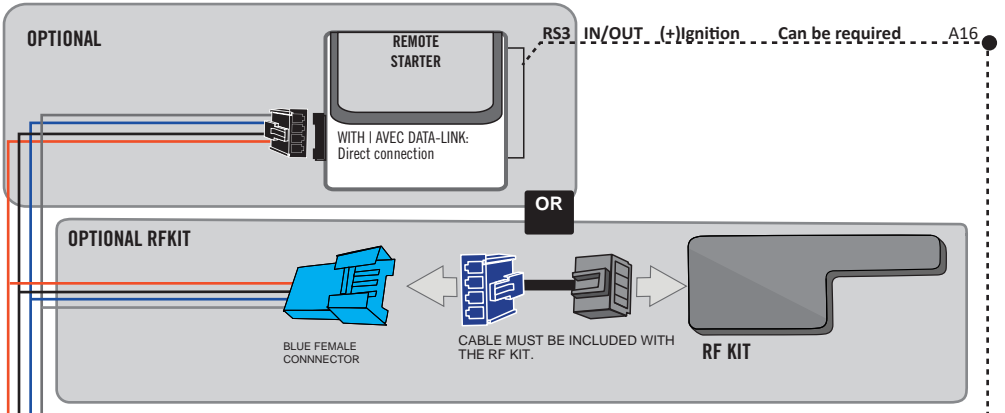 OPTIONAL
REMOTE
STARTER
RS3 IN/OUT (+)Ignition Can be required A16
WITH | AVEC DATA-LINK:
Direct connection
OR
OPTIONAL RFKIT
BLUE FEMALE
CONNNECTOR
CABLE MUST BE INCLUDED WITH
THE RF KIT.
RF KIT